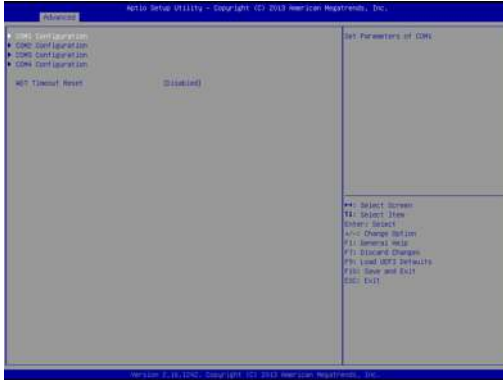 Aptio Setup Utility - Copyright (C) 2013 American Megatrends, Inc.
Advanced
COM1 Configuration
COM2 Configuration
COM3 Configuration
COM4 Configuration
WDT Timeout Reset [Disabled]
Set Parameters of COM1
: Select Screen
↑↓: Select Item
Enter: Select
+/-: Change Option
F1: General Help
F7: Discard Changes
F9: Load UEFI Defaults
F10: Save and Exit
ESC: Exit
Version 2.16.1242. Copyright (C) 2013 American Megatrends, Inc.